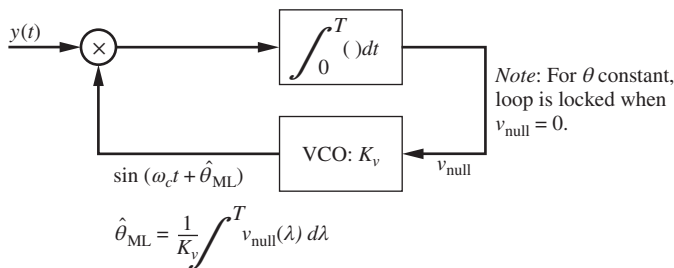 y(t)
×
∫₀ᵀ ( )dt
Note: For θ constant,
loop is locked when
v_null = 0.
VCO: K_v
v_null
sin (ω_c t + θ̂_ML)
θ̂_ML = 1/K_v ∫ᵀ v_null(λ) dλ